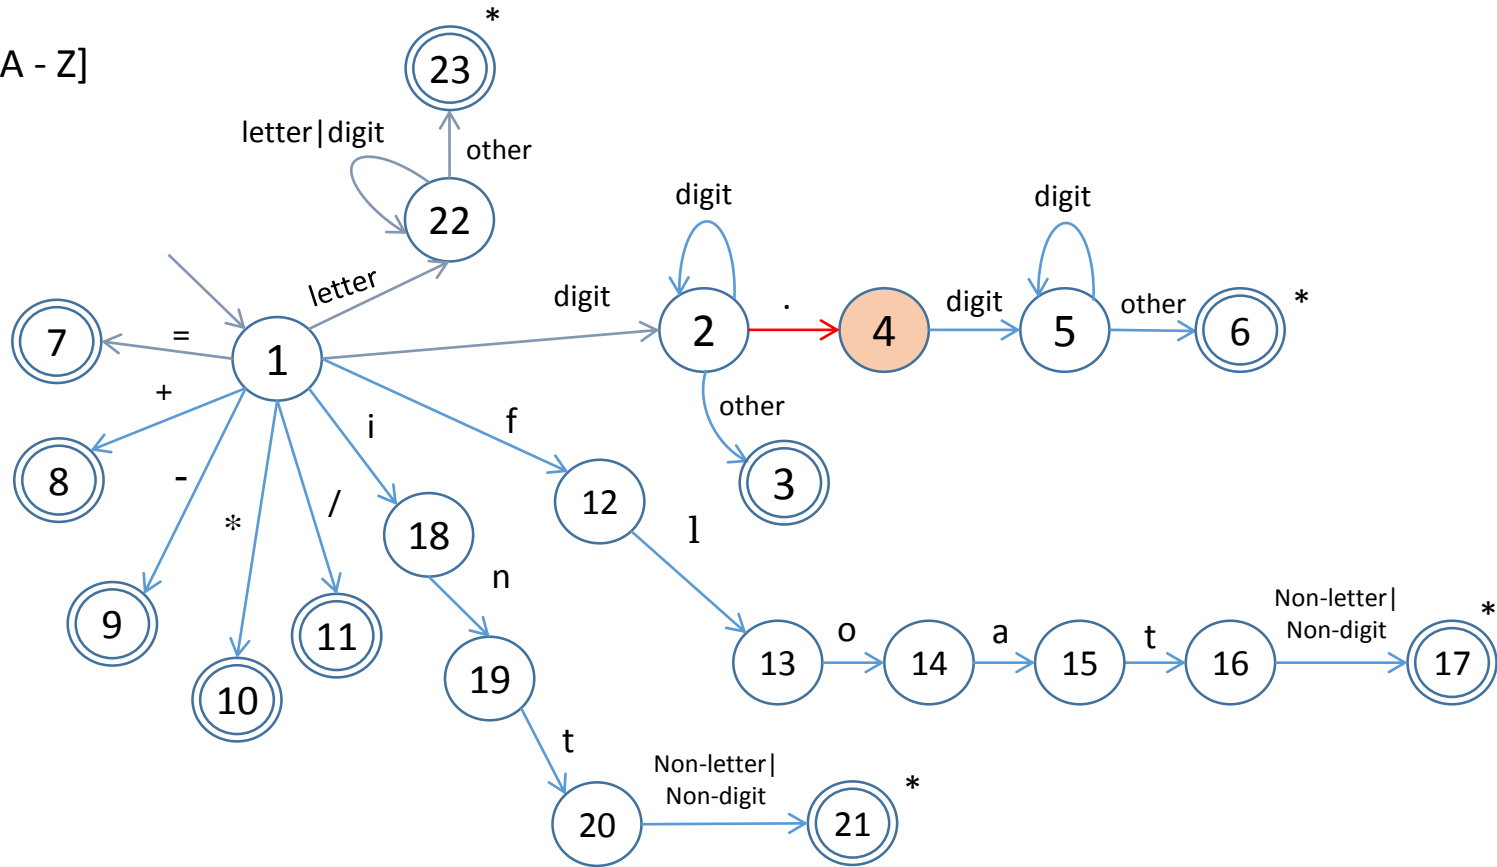 A - Z]
*
23
letter|digit
other
22
letter
digit
digit
digit
7
=
1
2
.
4
digit
5
other
6
*
+
other
f
i
8
-
3
*
/
18
12
l
n
9
11
10
19
13
o
14
a
15
t
16
Non-letter|
Non-digit
17
*
t
20
Non-letter|
Non-digit
21
*